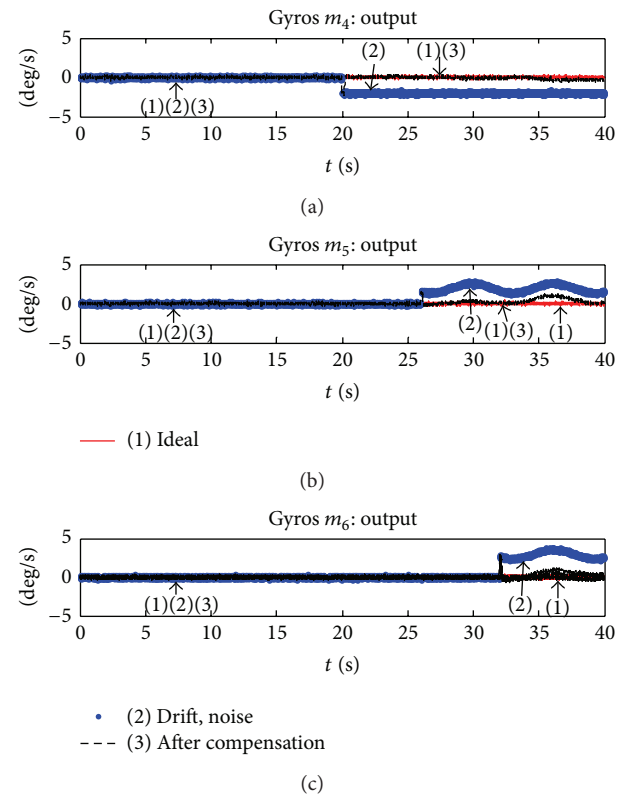 Gyros m4: output
5
0
−5
(deg/s)
(2)
(1)(3)
(1)(2)(3)
0 5 10 15 20 25 30 35 40
t (s)
(a)
Gyros m5: output
5
0
−5
(deg/s)
(1)(2)(3)
(2)
(1)(3)
(1)
0 5 10 15 20 25 30 35 40
t (s)
(1) Ideal
(b)
Gyros m6: output
5
0
−5
(deg/s)
(1)(2)(3)
(2)
(1)
0 5 10 15 20 25 30 35 40
t (s)
(2) Drift, noise
(3) After compensation
(c)